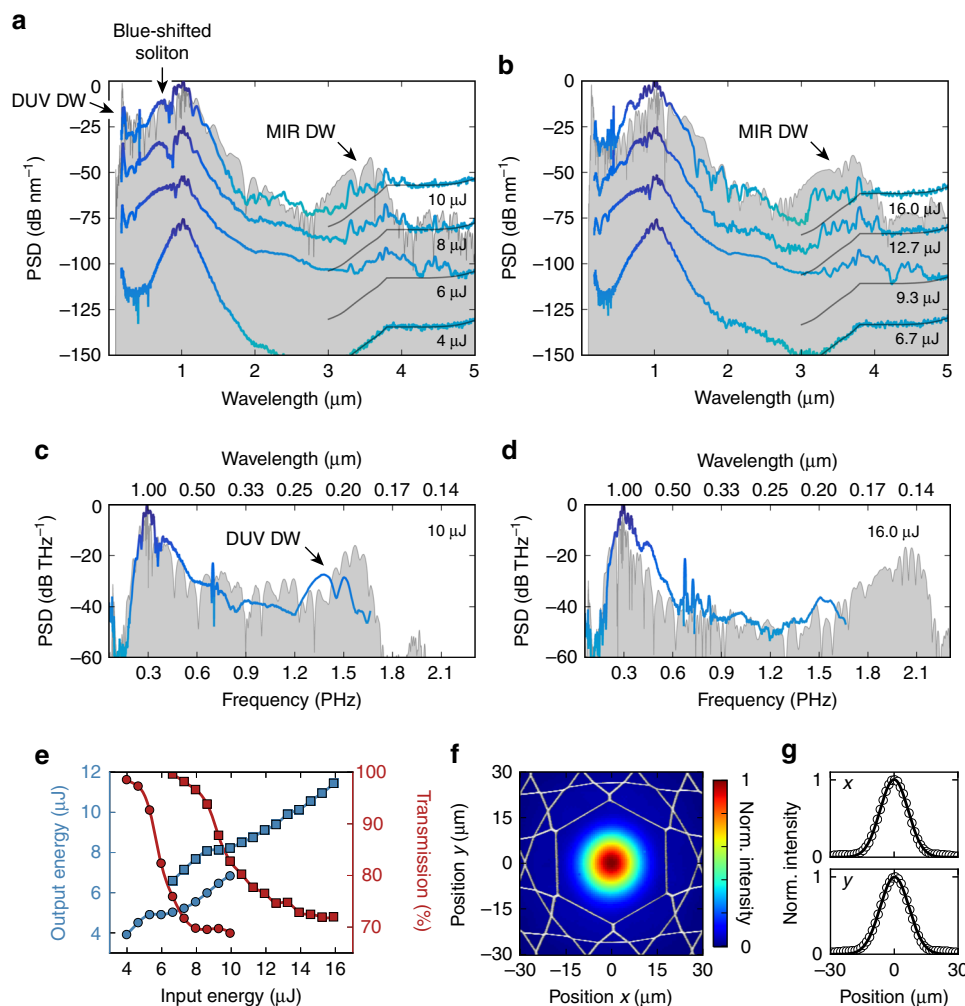 a
Blue-shifted
soliton
DUV DW
MIR DW
0
−25
−50
−75
−100
−125
−150
PSD (dB nm⁻¹)
10 μJ
8 μJ
6 μJ
4 μJ
1 2 3 4 5
Wavelength (μm)
b
MIR DW
0
−25
−50
−75
−100
−125
−150
PSD (dB nm⁻¹)
16.0 μJ
12.7 μJ
9.3 μJ
6.7 μJ
1 2 3 4 5
Wavelength (μm)
c
Wavelength (μm)
1.00 0.50 0.33 0.25 0.20 0.17 0.14
0
−20
−40
−60
PSD (dB THz⁻¹)
10 μJ
DUV DW
0.3 0.6 0.9 1.2 1.5 1.8 2.1
Frequency (PHz)
d
Wavelength (μm)
1.00 0.50 0.33 0.25 0.20 0.17 0.14
0
−20
−40
−60
PSD (dB THz⁻¹)
16.0 μJ
0.3 0.6 0.9 1.2 1.5 1.8 2.1
Frequency (PHz)
e
12
10
8
6
4
Output energy (μJ)
100
90
80
70
Transmission (%)
4 6 8 10 12 14 16
Input energy (μJ)
f
30
15
0
−15
−30
Position y (μm)
−30 −15 0 15 30
Position x (μm)
1
0
Norm. intensity
g
x
1
0
y
1
0
Norm. intensity
−30 0 30
Position (μm)